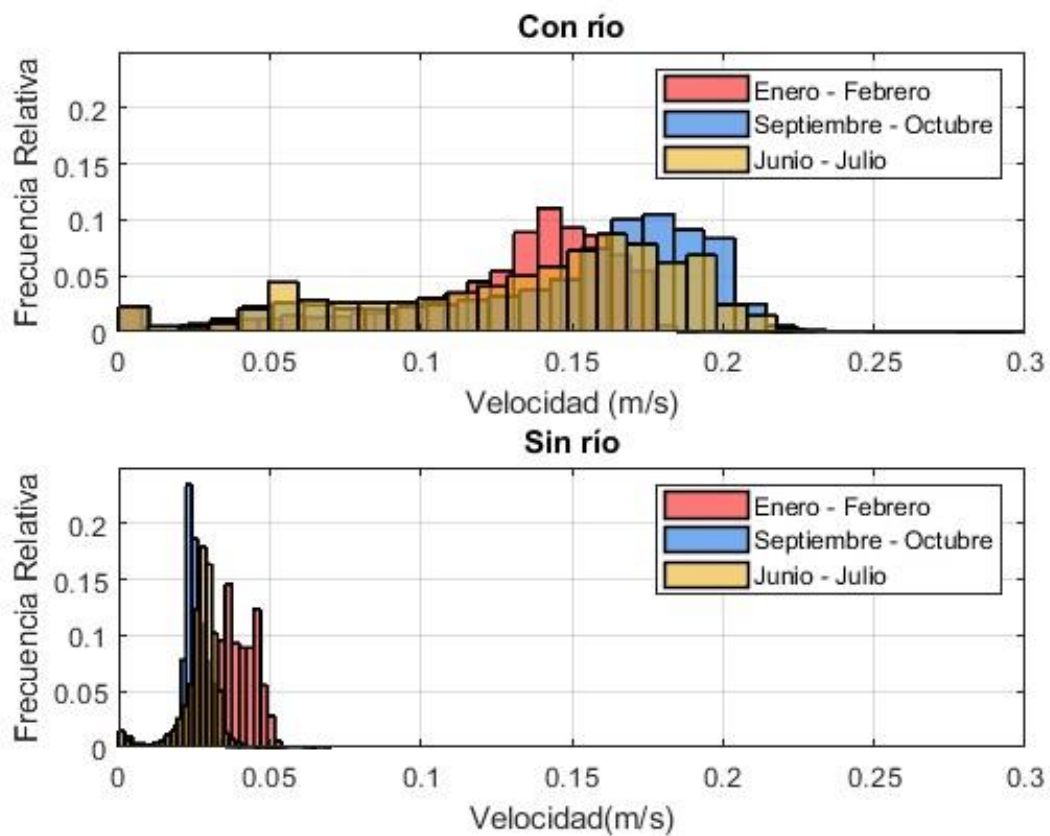 Con río
Frecuencia Relativa
0.2
0.15
0.1
0.05
0
Enero - Febrero
Septiembre - Octubre
Junio - Julio
0 0.05 0.1 0.15 0.2 0.25 0.3
Velocidad (m/s)
Sin río
Frecuencia Relativa
0.2
0.15
0.1
0.05
0
Enero - Febrero
Septiembre - Octubre
Junio - Julio
0 0.05 0.1 0.15 0.2 0.25 0.3
Velocidad(m/s)